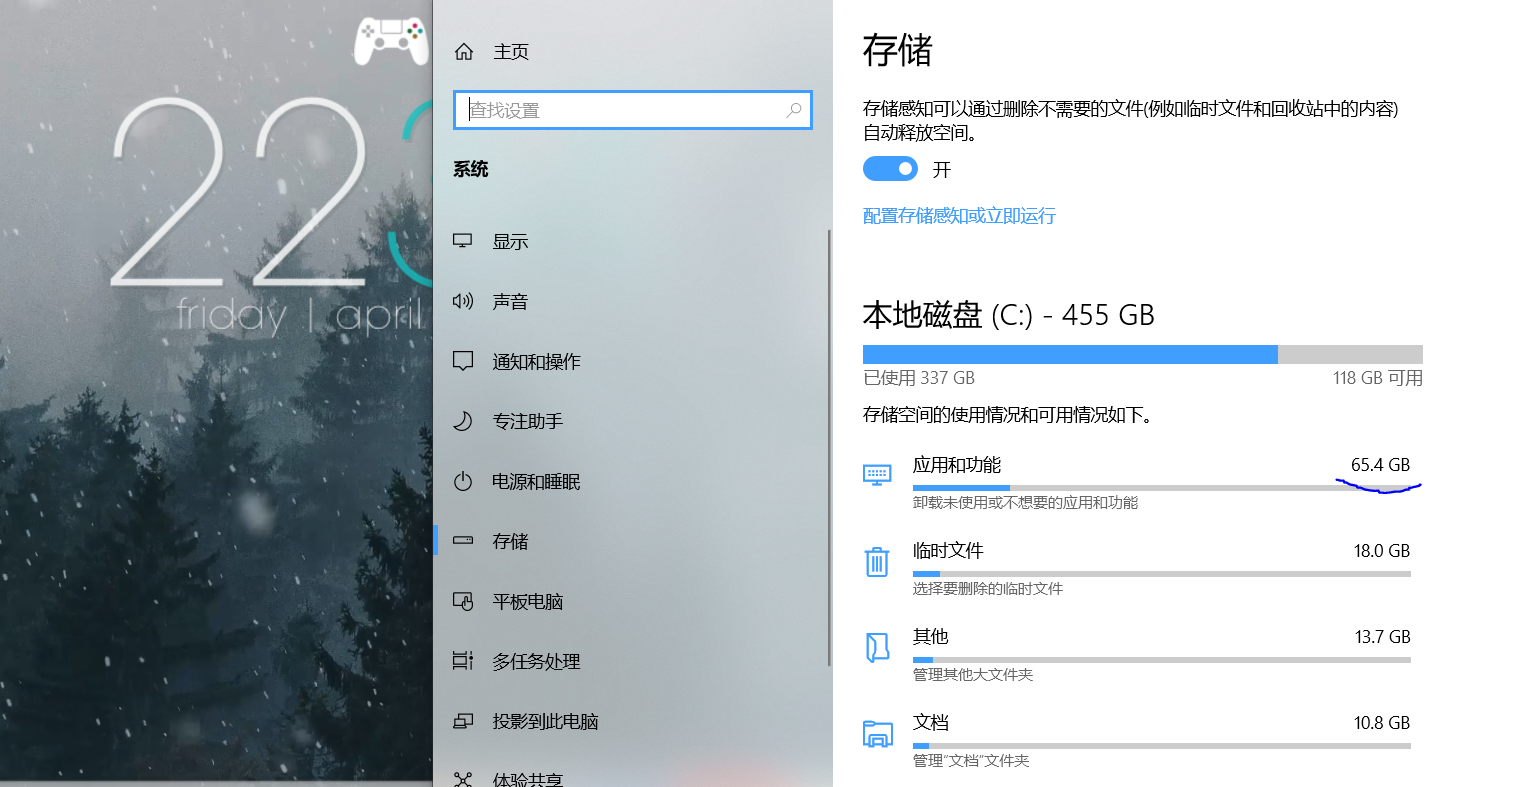 22
friday | april
主页
查找设置
系统
显示
声音
通知和操作
专注助手
电源和睡眠
存储
平板电脑
多任务处理
投影到此电脑
体验共享
存储
存储感知可以通过删除不需要的文件(例如临时文件和回收站中的内容)
自动释放空间。
开
配置存储感知或立即运行
本地磁盘 (C:) - 455 GB
已使用 337 GB
118 GB 可用
存储空间的使用情况和可用情况如下。
应用和功能
65.4 GB
卸载未使用或不想要的应用和功能
临时文件
18.0 GB
选择要删除的临时文件
其他
13.7 GB
管理其他大文件夹
文档
10.8 GB
管理“文档”文件夹